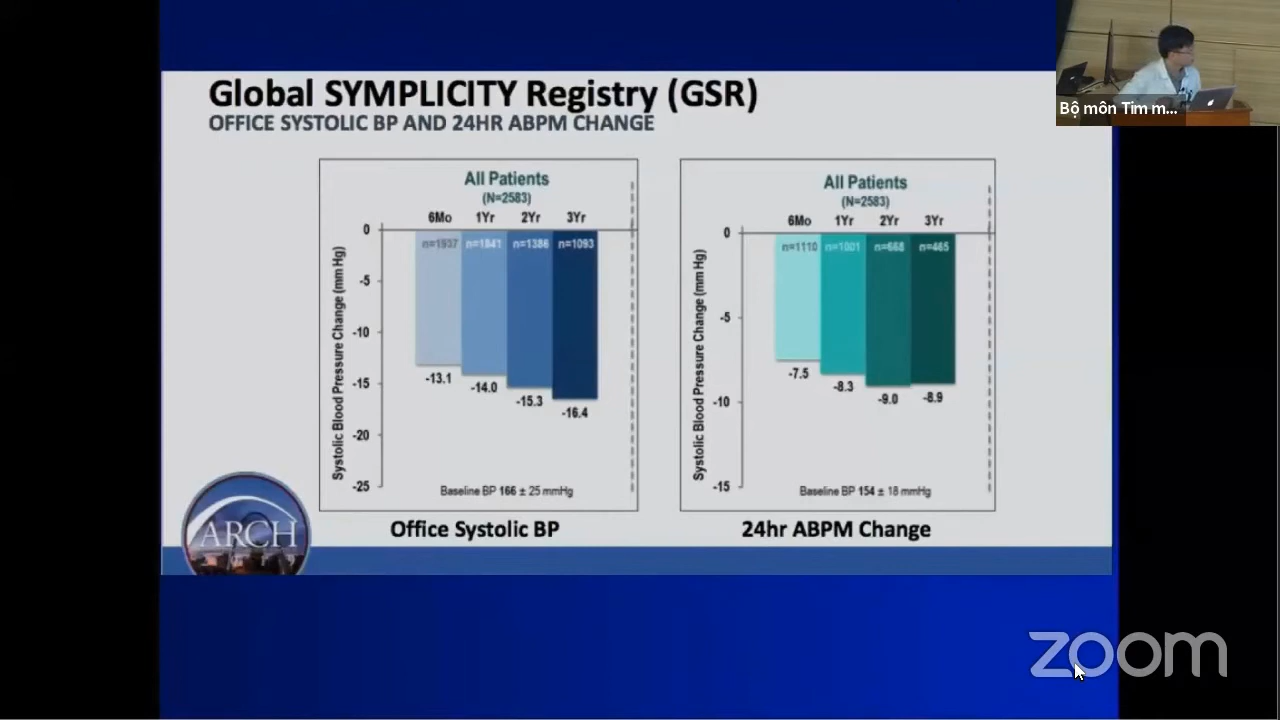 Global SYMPLICITY Registry (GSR)
OFFICE SYSTOLIC BP AND 24HR ABPM CHANGE
Bộ môn Tim m...
All Patients
(N=2583)
6Mo 1Yr 2Yr 3Yr
n=1937 n=1841 n=1386 n=1093
0
-5
-10
-15
-20
-25
Systolic Blood Pressure Change (mm Hg)
-13.1
-14.0
-15.3
-16.4
Baseline BP 166 ± 25 mmHg
Office Systolic BP
All Patients
(N=2583)
6Mo 1Yr 2Yr 3Yr
n=1110 n=1001 n=668 n=465
0
-5
-10
-15
Systolic Blood Pressure Change (mm Hg)
-7.5
-8.3
-9.0
-8.9
Baseline BP 154 ± 18 mmHg
24hr ABPM Change
ARCH
zoom